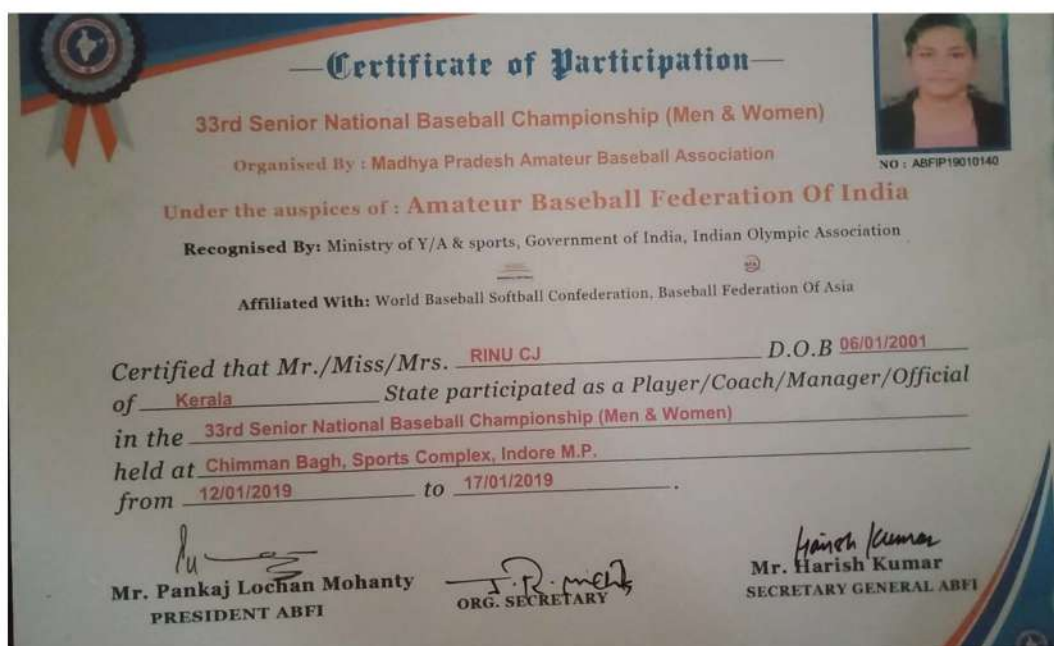 Certificate of Participation
33rd Senior National Baseball Championship (Men & Women)
Organised By : Madhya Pradesh Amateur Baseball Association
NO : ABFIP19010140
Under the auspices of : Amateur Baseball Federation Of India
Recognised By: Ministry of Y/A & sports, Government of India, Indian Olympic Association
Affiliated With: World Baseball Softball Confederation, Baseball Federation Of Asia
Certified that Mr./Miss/Mrs. RINU CJ D.O.B 06/01/2001
of Kerala State participated as a Player/Coach/Manager/Official
in the 33rd Senior National Baseball Championship (Men & Women)
held at Chimman Bagh, Sports Complex, Indore M.P.
from 12/01/2019 to 17/01/2019.
Harish Kumar
Mr. Pankaj Lochan Mohanty
Mr. Harish Kumar
PRESIDENT ABFI
ORG. SECRETARY
SECRETARY GENERAL ABFI